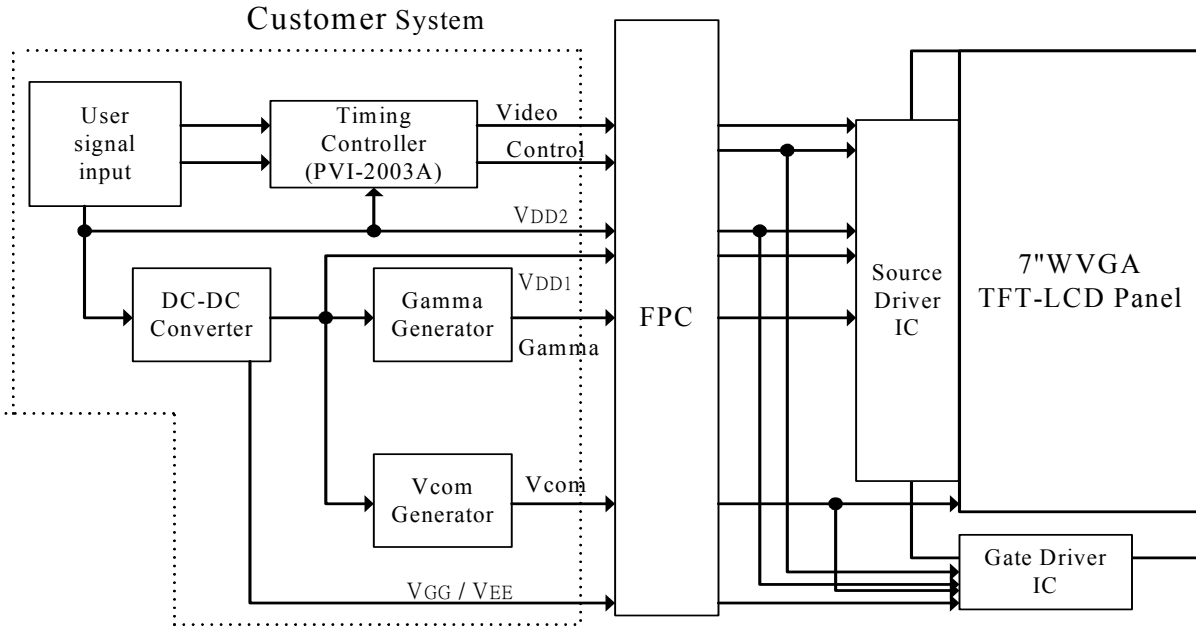 Customer System
User
signal
input
Timing
Controller
(PVI-2003A)
Video
Control
VDD2
VDD1
DC-DC
Converter
Gamma
Generator
Gamma
Vcom
Generator
Vcom
VGG / VEE
FPC
Source
Driver
IC
7"WVGA
TFT-LCD Panel
Gate Driver
IC